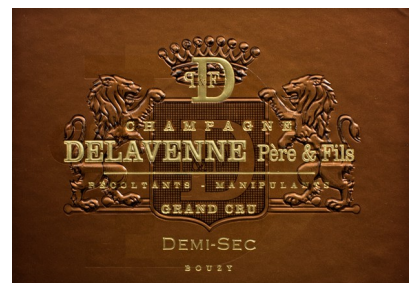 P&F
D
CHAMPAGNE
DELAVENNE Père & Fils
RÉCOLTANTS - MANIPULANTS
GRAND CRU
DEMI-SEC
BOUZY